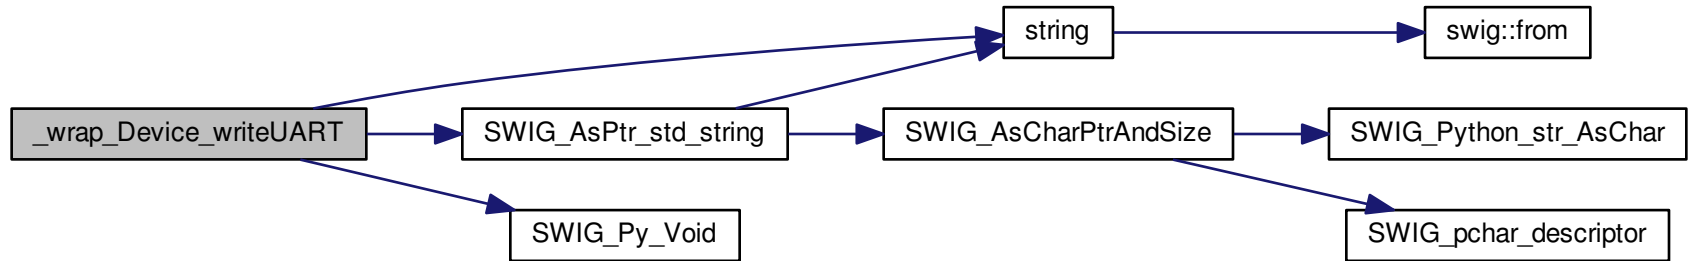 string
swig::from
_wrap_Device_writeUART
SWIG_AsPtr_std_string
SWIG_AsCharPtrAndSize
SWIG_Python_str_AsChar
SWIG_Py_Void
SWIG_pchar_descriptor